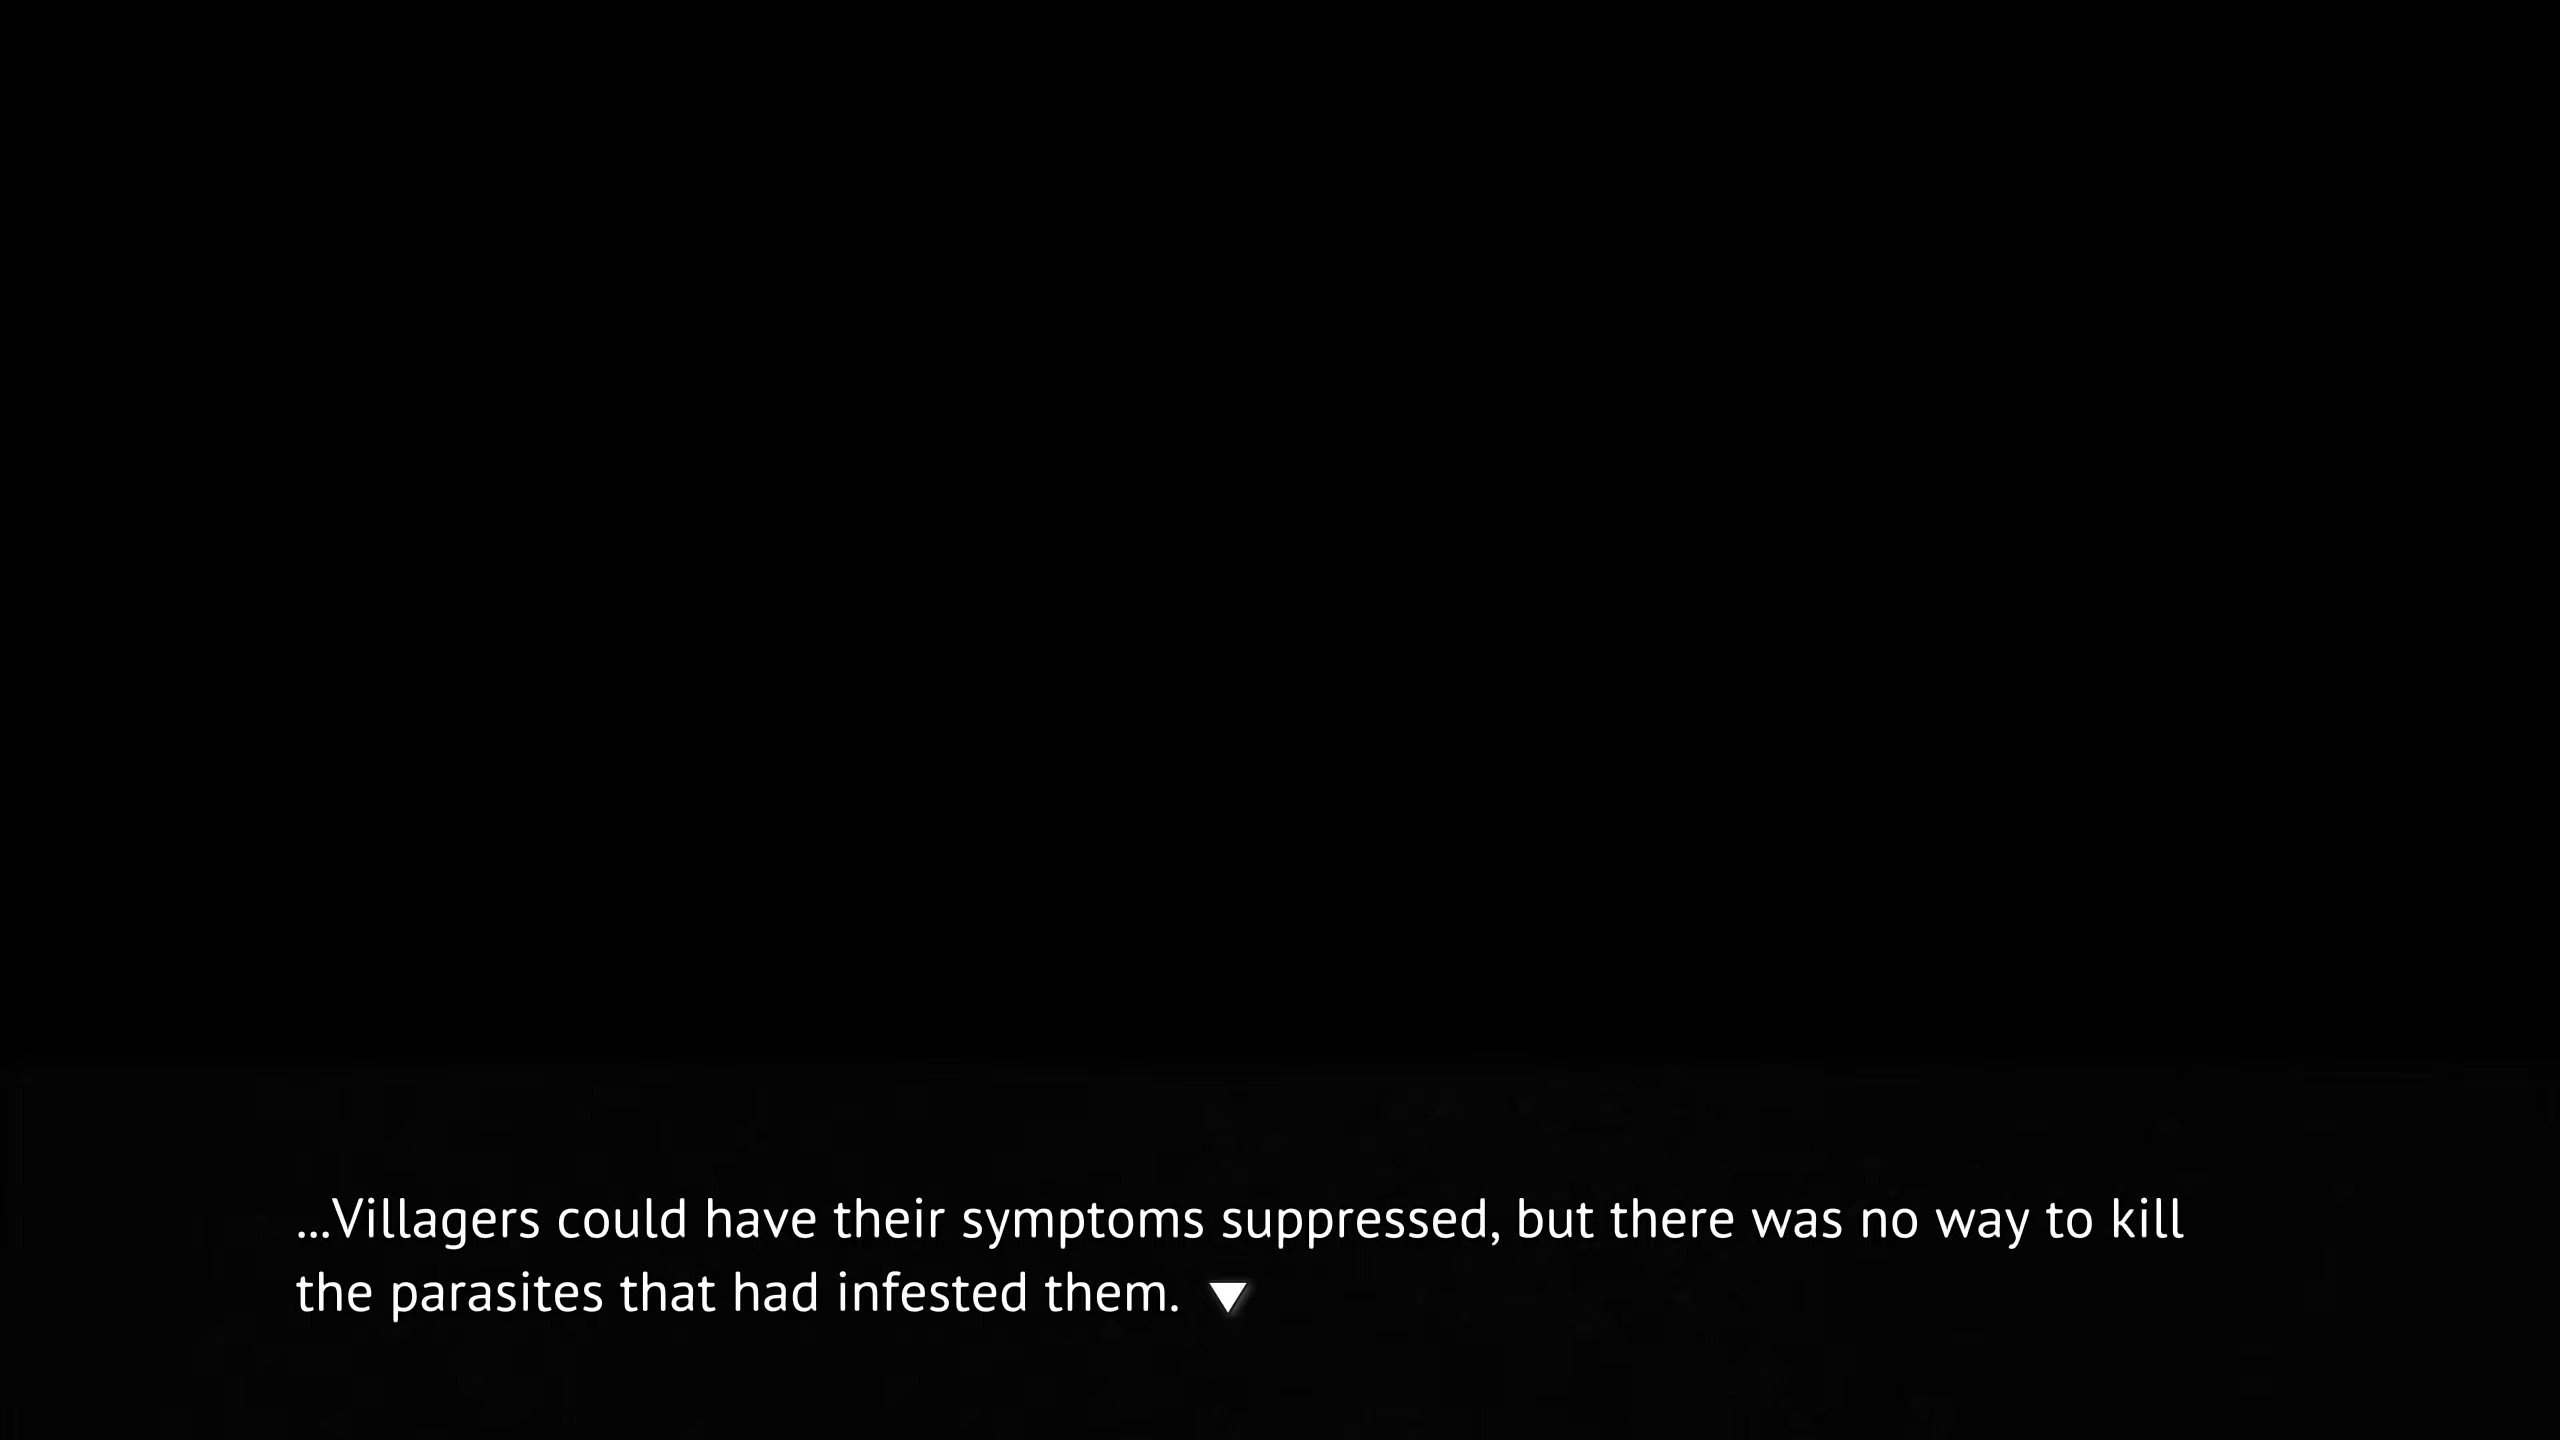 ...Villagers could have their symptoms suppressed, but there was no way to kill
the parasites that had infested them.